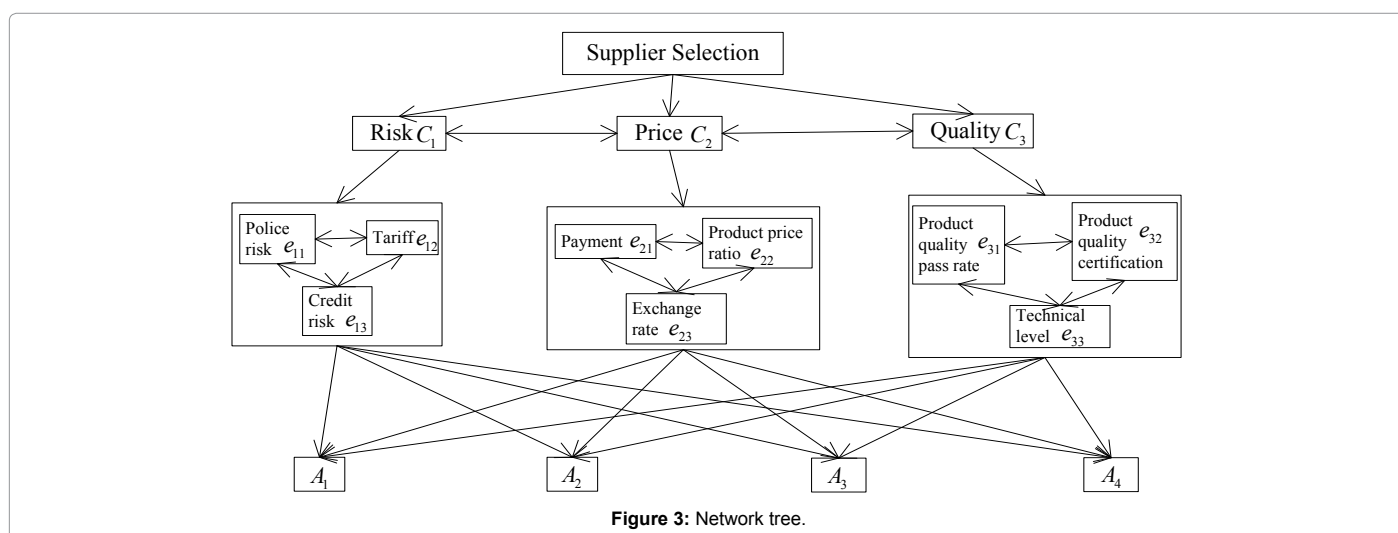 Supplier Selection
Risk C₁
Price C₂
Quality C₃
Police
risk e₁₁
Tariff e₁₂
Credit
risk e₁₃
Payment e₂₁
Product price
ratio e₂₂
Exchange
rate e₂₃
Product
quality e₃₁
pass rate
Product
quality e₃₂
certification
Technical
level e₃₃
A₁
A₂
A₃
A₄
Figure 3: Network tree.